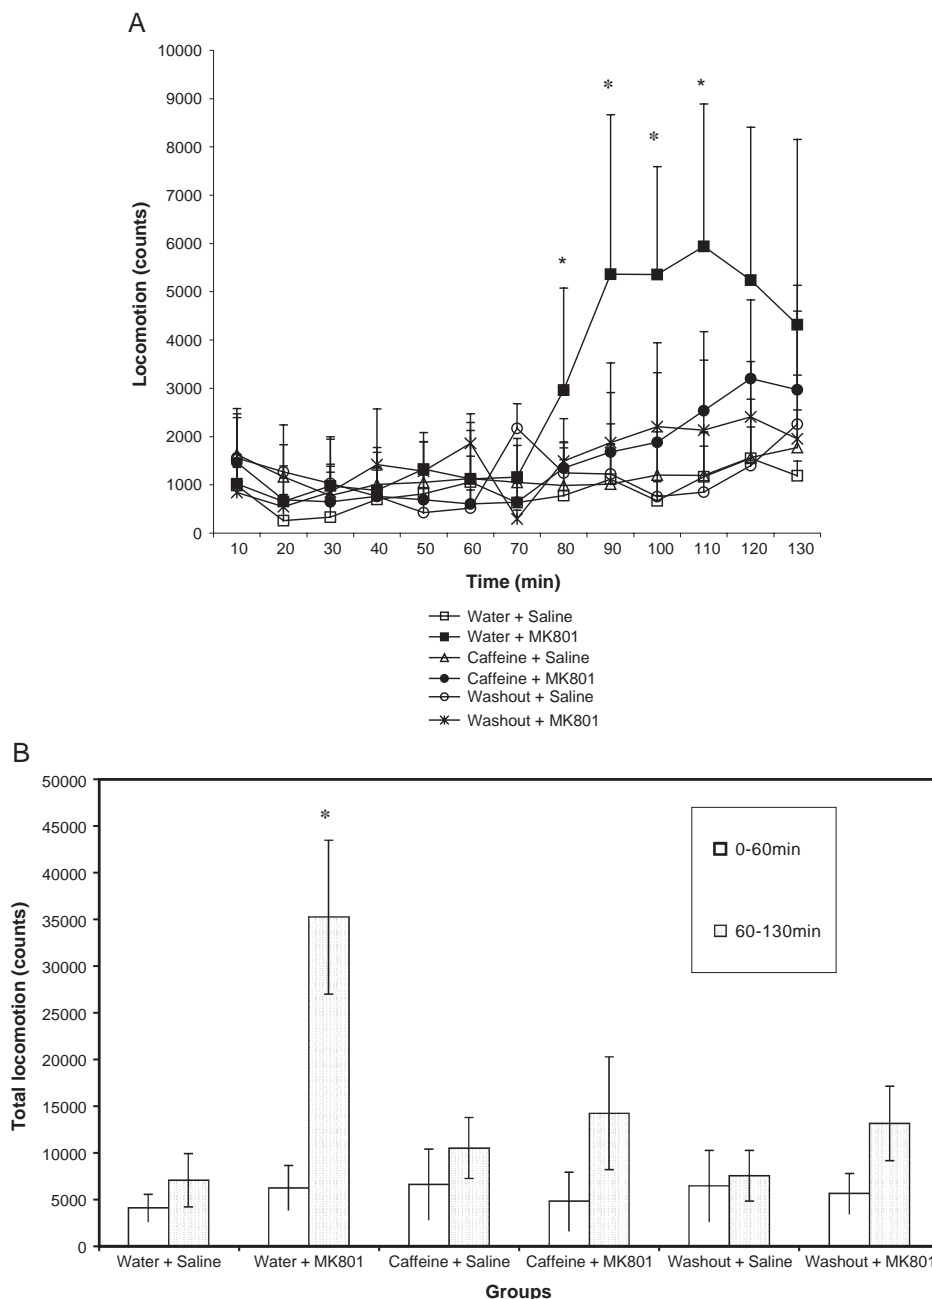 A
10000
9000
8000
7000
6000
5000
4000
3000
2000
1000
0
Locomotion (counts)
*
*
*
*
10 20 30 40 50 60 70 80 90 100 110 120 130
Time (min)
Water + Saline
Water + MK801
Caffeine + Saline
Caffeine + MK801
Washout + Saline
Washout + MK801
B
50000
45000
40000
35000
30000
25000
20000
15000
10000
5000
0
Total locomotion (counts)
*
0-60min
60-130min
Water + Saline Water + MK801 Caffeine + Saline Caffeine + MK801 Washout + Saline Washout + MK801
Groups